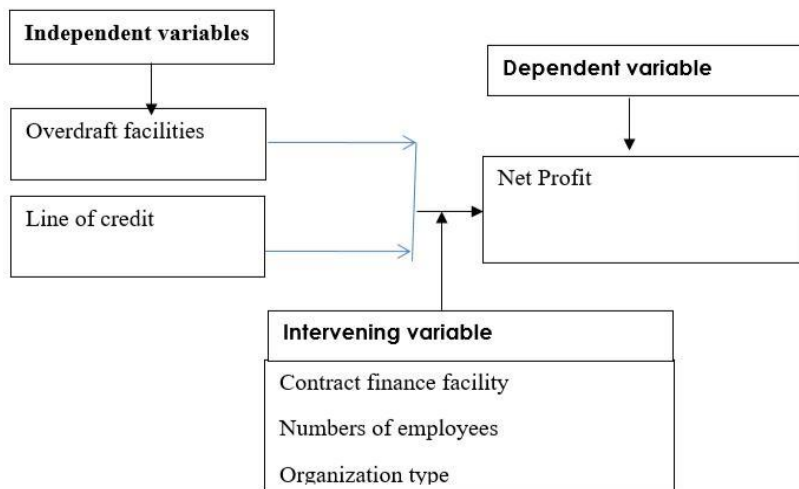 Independent variables
Overdraft facilities
Line of credit
Dependent variable
Net Profit
Intervening variable
Contract finance facility
Numbers of employees
Organization type